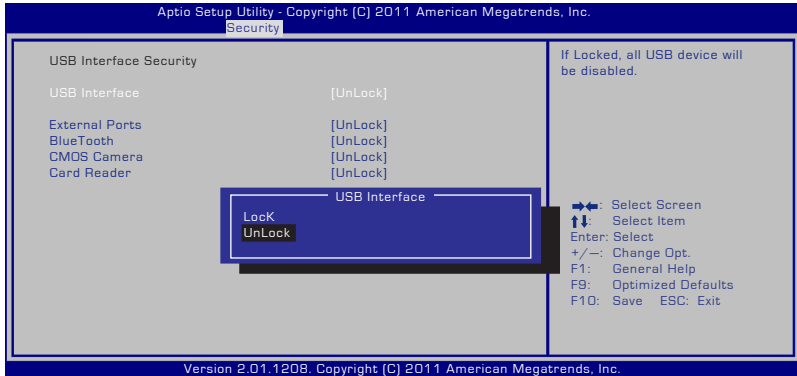 Aptio Setup Utility - Copyright (C) 2011 American Megatrends, Inc.
Security
USB Interface Security
USB Interface [UnLock]
External Ports [UnLock]
BlueTooth [UnLock]
CMOS Camera [UnLock]
Card Reader [UnLock]
USB Interface
LocK
UnLock
If Locked, all USB device will
be disabled.
→←: Select Screen
↑↓: Select Item
Enter: Select
+/−: Change Opt.
F1: General Help
F9: Optimized Defaults
F10: Save ESC: Exit
Version 2.01.1208. Copyright (C) 2011 American Megatrends, Inc.